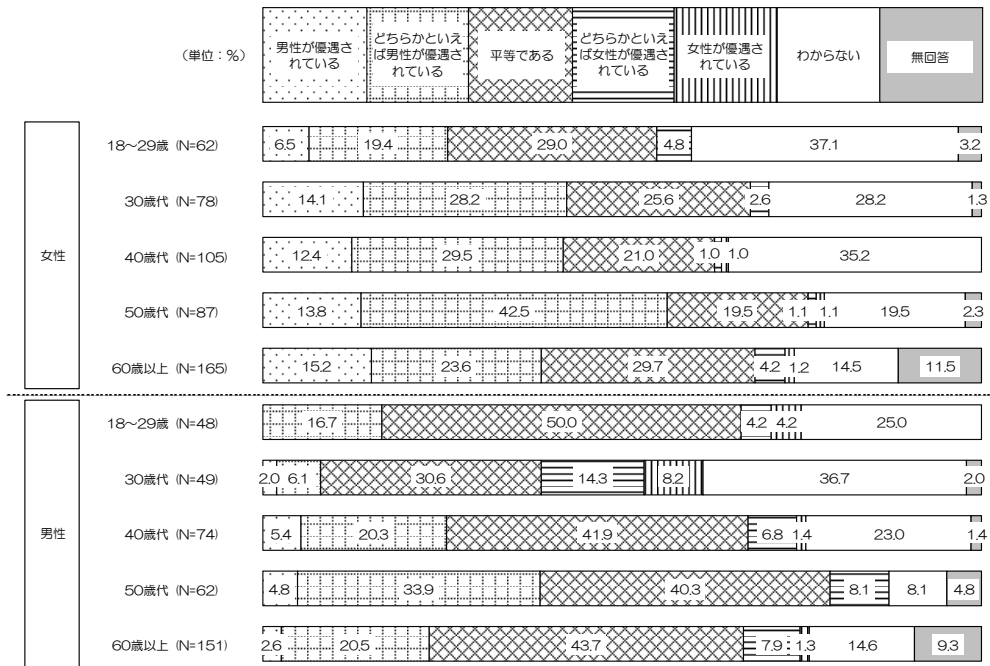 （単位：％）
男性が優遇さ
れている
どちらかといえ
ば男性が優遇さ
れている
平等である
どちらかといえ
ば女性が優遇さ
れている
女性が優遇さ
れている
わからない
無回答
女性
18～29歳 (N=62)
6.5 19.4 29.0 4.8 37.1 3.2
30歳代 (N=78)
14.1 28.2 25.6 2.6 28.2 1.3
40歳代 (N=105)
12.4 29.5 21.0 1.0 1.0 35.2
50歳代 (N=87)
13.8 42.5 19.5 1.1 1.1 19.5 2.3
60歳以上 (N=165)
15.2 23.6 29.7 4.2 1.2 14.5 11.5
男性
18～29歳 (N=48)
16.7 50.0 4.2 4.2 25.0
30歳代 (N=49)
2.0 6.1 30.6 14.3 8.2 36.7 2.0
40歳代 (N=74)
5.4 20.3 41.9 6.8 1.4 23.0 1.4
50歳代 (N=62)
4.8 33.9 40.3 8.1 8.1 4.8
60歳以上 (N=151)
2.6 20.5 43.7 7.9 1.3 14.6 9.3